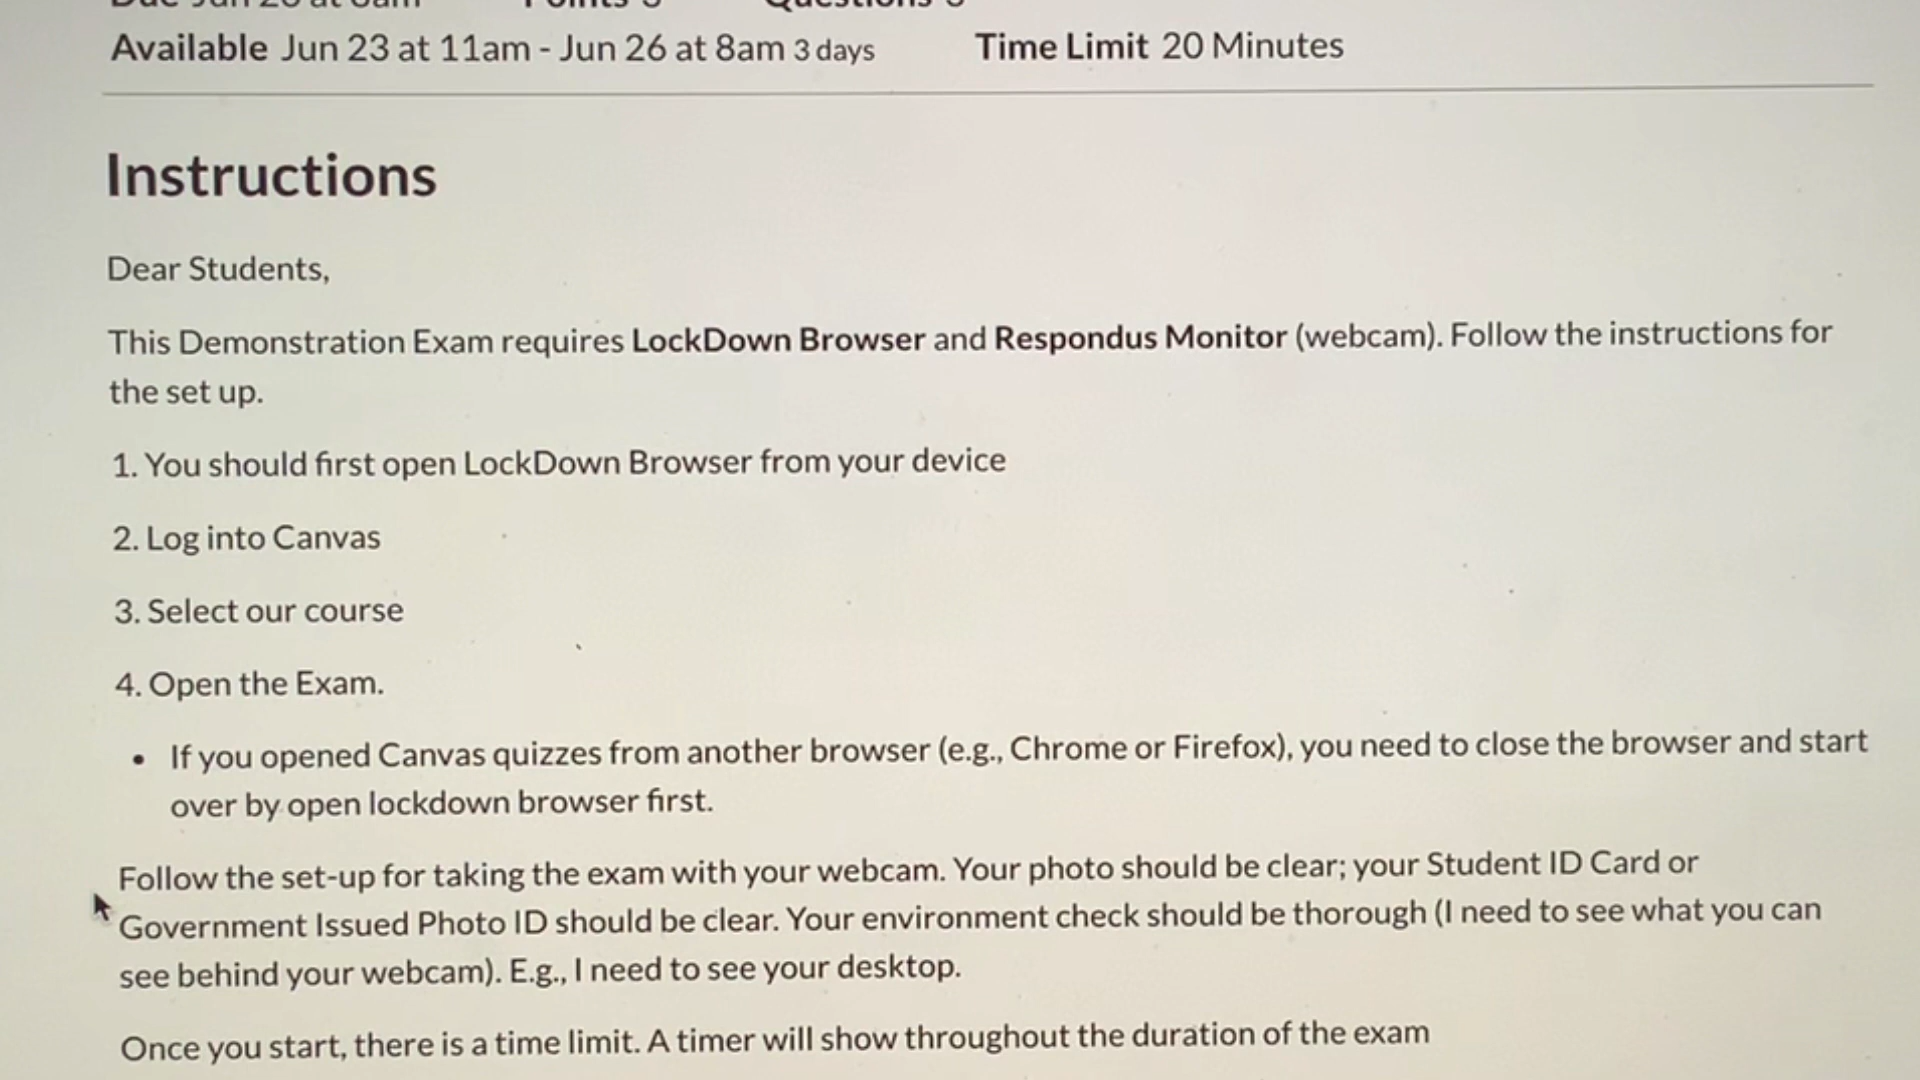 Available Jun 23 at 11am - Jun 26 at 8am 3 days Time Limit 20 Minutes
Instructions
Dear Students,
This Demonstration Exam requires LockDown Browser and Respondus Monitor (webcam). Follow the instructions for
the set up.
1. You should first open LockDown Browser from your device
2. Log into Canvas
3. Select our course
4. Open the Exam.
• If you opened Canvas quizzes from another browser (e.g., Chrome or Firefox), you need to close the browser and start
over by open lockdown browser first.
Follow the set-up for taking the exam with your webcam. Your photo should be clear; your Student ID Card or
Government Issued Photo ID should be clear. Your environment check should be thorough (I need to see what you can
see behind your webcam). E.g., I need to see your desktop.
Once you start, there is a time limit. A timer will show throughout the duration of the exam